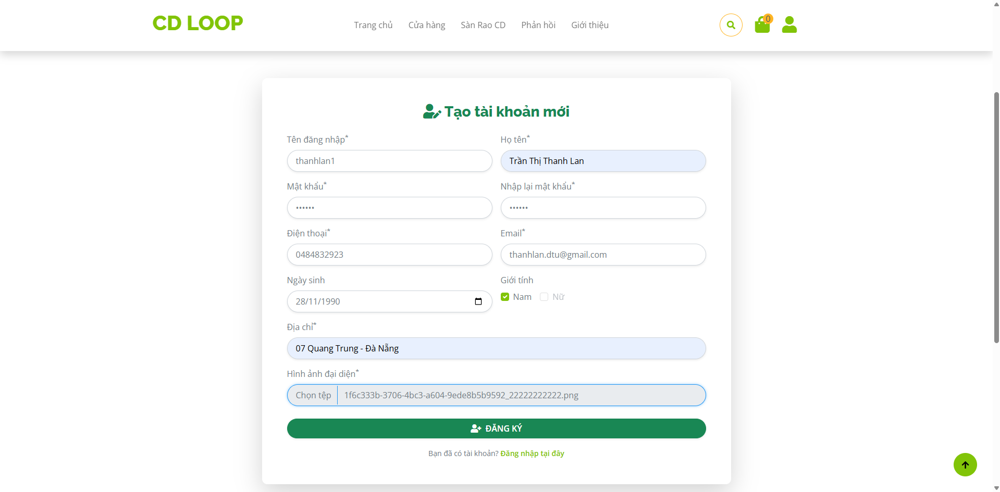 CD LOOP
Trang chủ Cửa hàng Sàn Rao CD Phản hồi Giới thiệu
0
Tạo tài khoản mới
Tên đăng nhập* Họ tên*
thanhlan1 Trần Thị Thanh Lan
Mật khẩu* Nhập lại mật khẩu*
•••••• ••••••
Điện thoại* Email*
0484832923 thanhlan.dtu@gmail.com
Ngày sinh Giới tính
28/11/1990 Nam Nữ
Địa chỉ*
07 Quang Trung - Đà Nẵng
Hình ảnh đại diện*
Chọn tệp 1f6c333b-3706-4bc3-a604-9ede8b5b9592_22222222222.png
ĐĂNG KÝ
Bạn đã có tài khoản? Đăng nhập tại đây